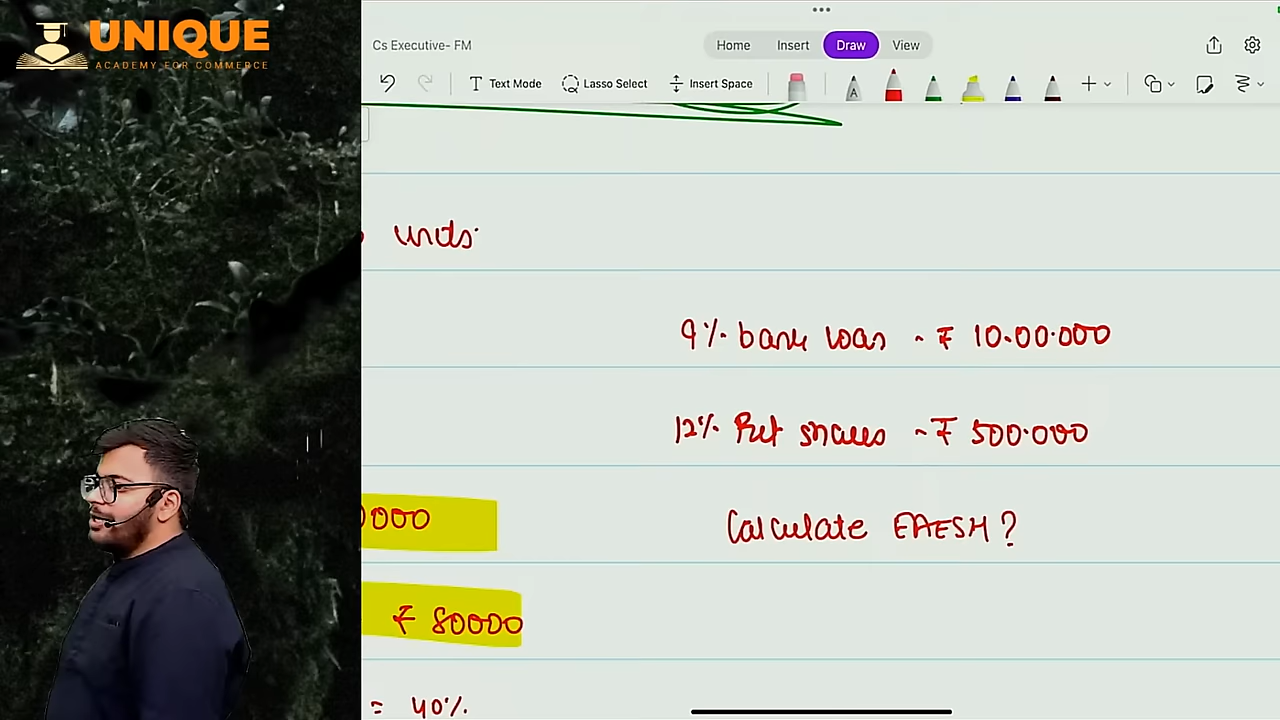 UNIQUE
ACADEMY FOR COMMERCE
Cs Executive- FM
Home Insert Draw View
Text Mode Lasso Select Insert Space
units.
9% bank loan - ₹ 10.00.000
12% Pref shares - ₹ 500.000
0000
Calculate EAESH?
₹ 80000
= 40%.